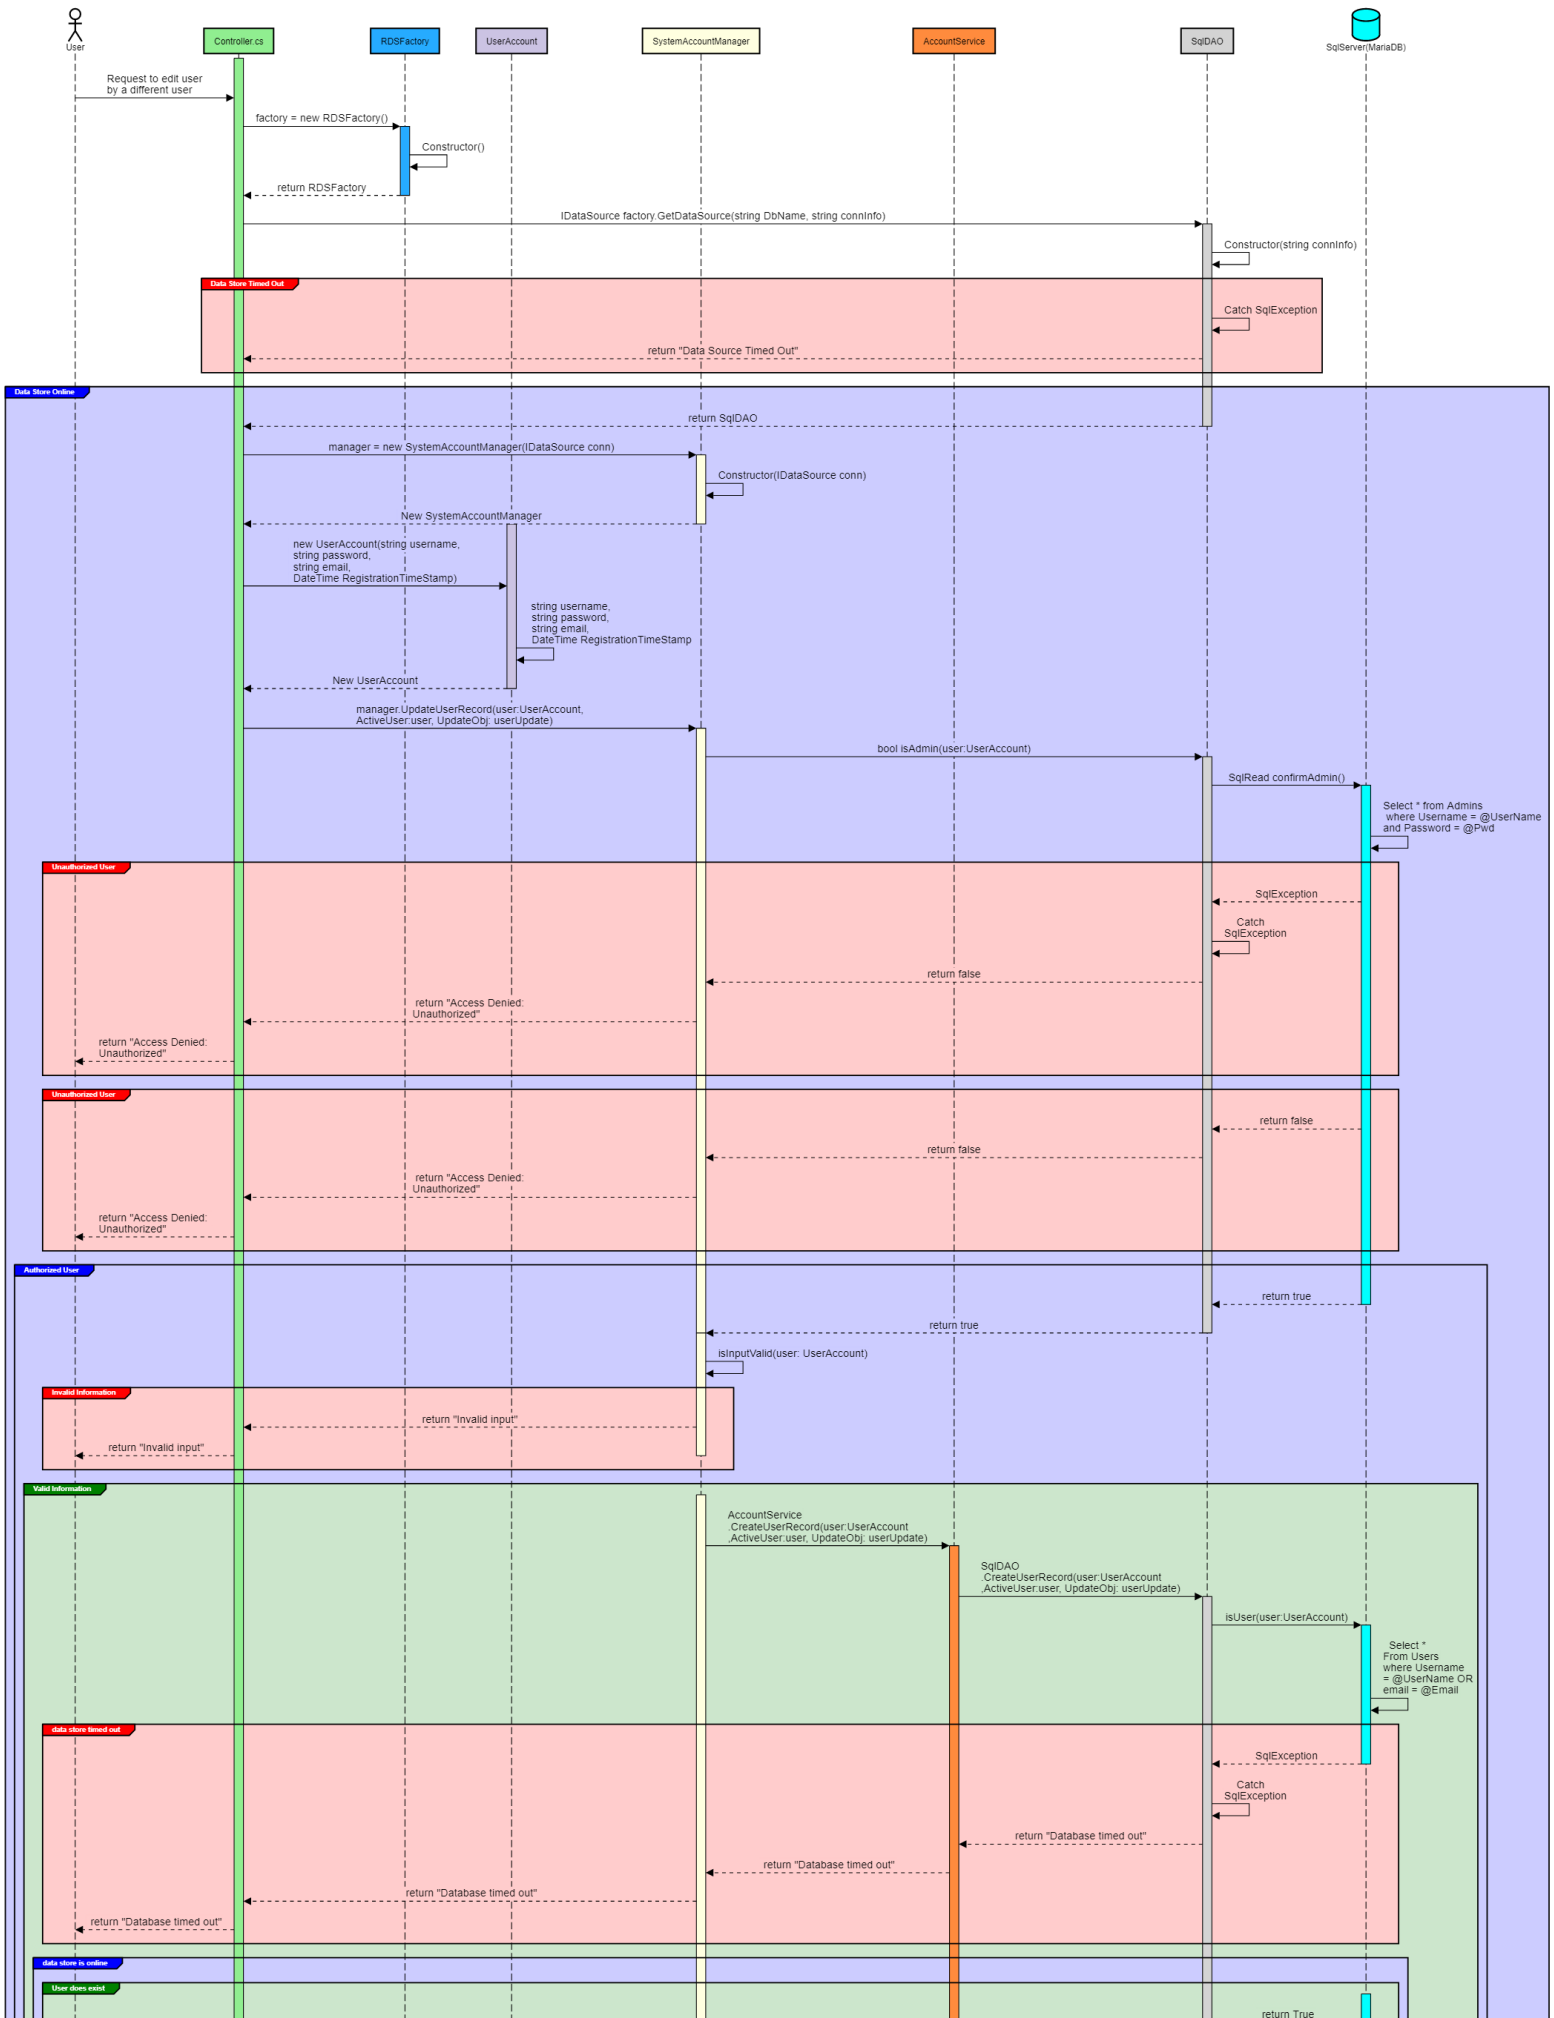 User
Controller.cs
RDSFactory
UserAccount
SystemAccountManager
AccountService
SqlDAO
SqlServer(MariaDB)
Request to edit user
by a different user
factory = new RDSFactory()
Constructor()
return RDSFactory
IDataSource factory.GetDataSource(string DbName, string connInfo)
Constructor(string connInfo)
Data Store Timed Out
Catch SqlException
return "Data Source Timed Out"
Data Store Online
return SqlDAO
manager = new SystemAccountManager(IDataSource conn)
Constructor(IDataSource conn)
New SystemAccountManager
new UserAccount(string username,
string password,
string email,
DateTime RegistrationTimeStamp)
string username,
string password,
string email,
DateTime RegistrationTimeStamp
New UserAccount
manager.UpdateUserRecord(user:UserAccount,
ActiveUser:user, UpdateObj: userUpdate)
bool isAdmin(user:UserAccount)
SqlRead confirmAdmin()
Select * from Admins
where Username = @UserName
and Password = @Pwd
Unauthorized User
SqlException
Catch
SqlException
return false
return "Access Denied:
Unauthorized"
return "Access Denied:
Unauthorized"
Unauthorized User
return false
return false
return "Access Denied:
Unauthorized"
return "Access Denied:
Unauthorized"
Authorized User
return true
return true
isInputValid(user: UserAccount)
Invalid Information
return "Invalid input"
return "Invalid input"
Valid Information
AccountService
.CreateUserRecord(user:UserAccount
,ActiveUser:user, UpdateObj: userUpdate)
SqlDAO
.CreateUserRecord(user:UserAccount
,ActiveUser:user, UpdateObj: userUpdate)
isUser(user:UserAccount)
Select *
From Users
where Username
= @UserName OR
email = @Email
data store timed out
SqlException
Catch
SqlException
return "Database timed out"
return "Database timed out"
return "Database timed out"
return "Database timed out"
data store is online
User does exist
return True